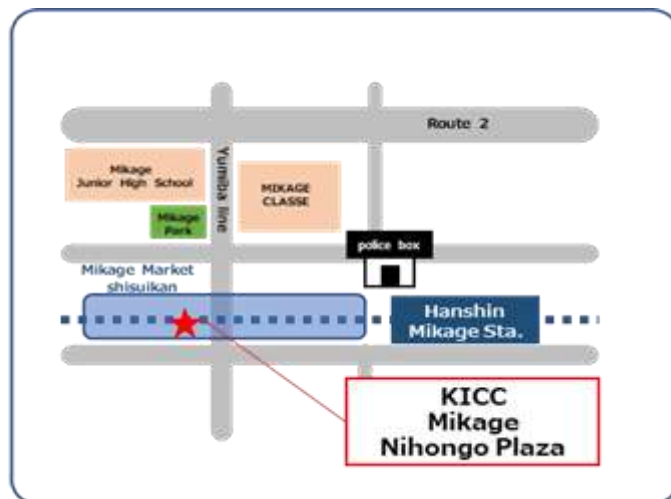 Route 2
Mikage
Junior High School
Yumiba line
MIKAGE
CLASSE
Mikage
Park
police box
Mikage Market
shisuikan
Hanshin
Mikage Sta.
KICC
Mikage
Nihongo Plaza